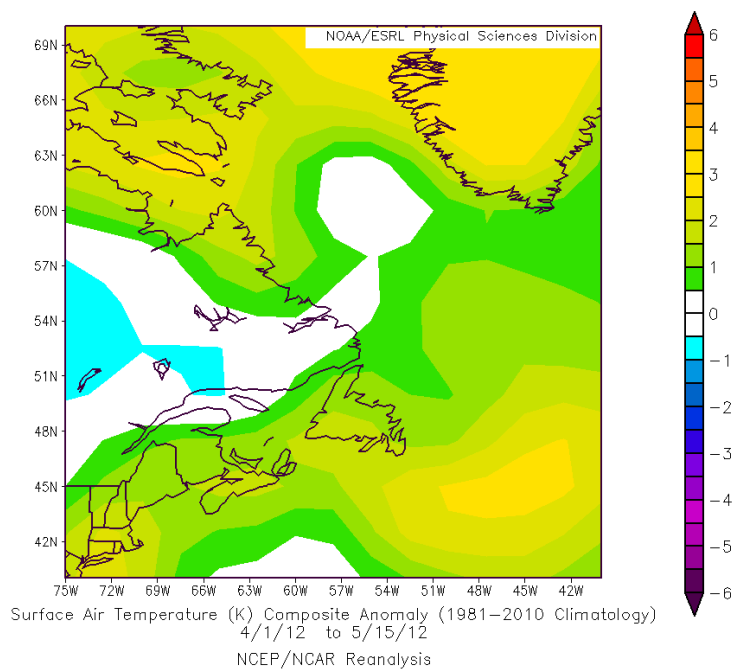 NOAA/ESRL Physical Sciences Division
69N
66N
63N
60N
57N
54N
51N
48N
45N
42N
75W 72W 69W 66W 63W 60W 57W 54W 51W 48W 45W 42W
6
5
4
3
2
1
0
-1
-2
-3
-4
-5
-6
Surface Air Temperature (K) Composite Anomaly (1981-2010 Climatology)
4/1/12 to 5/15/12
NCEP/NCAR Reanalysis